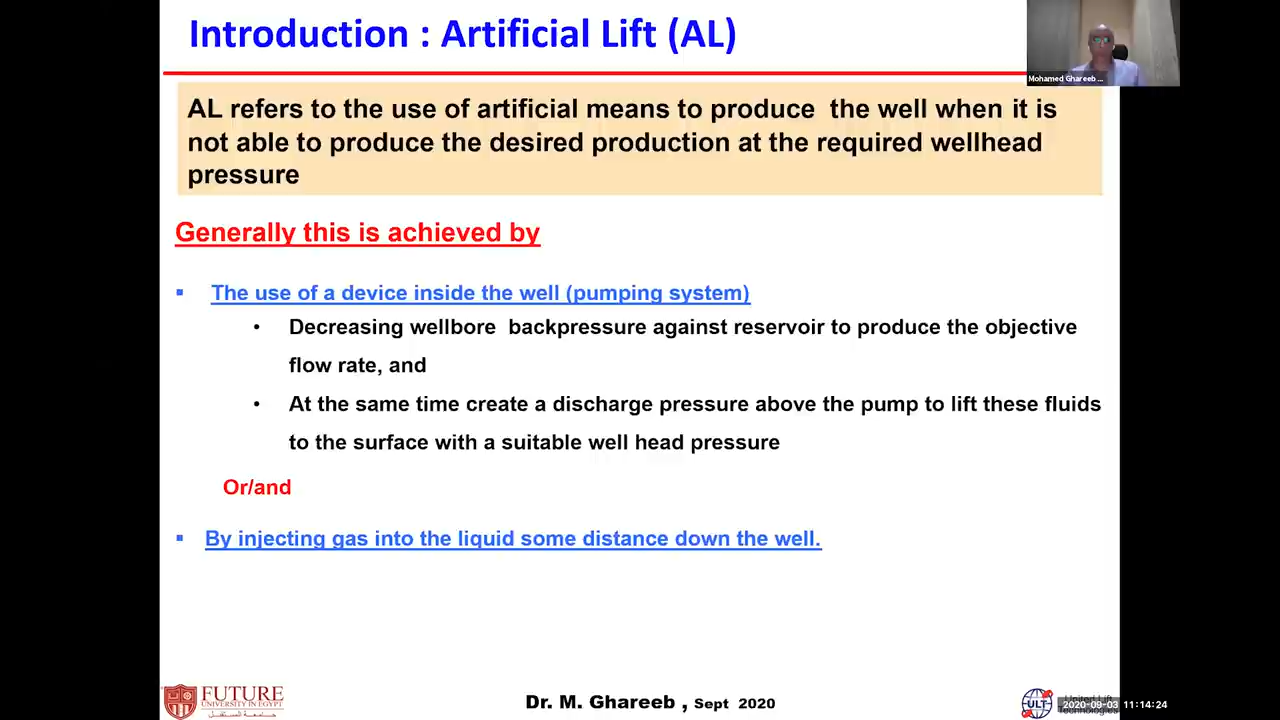 Introduction : Artificial Lift (AL)
Mohamed Ghareeb ...
AL refers to the use of artificial means to produce the well when it is
not able to produce the desired production at the required wellhead
pressure
Generally this is achieved by
▪ The use of a device inside the well (pumping system)
• Decreasing wellbore backpressure against reservoir to produce the objective
flow rate, and
• At the same time create a discharge pressure above the pump to lift these fluids
to the surface with a suitable well head pressure
Or/and
▪ By injecting gas into the liquid some distance down the well.
FUTURE
UNIVERSITY IN EGYPT
Dr. M. Ghareeb , Sept 2020
ULT
United Lift
2020-09-03 11:14:24